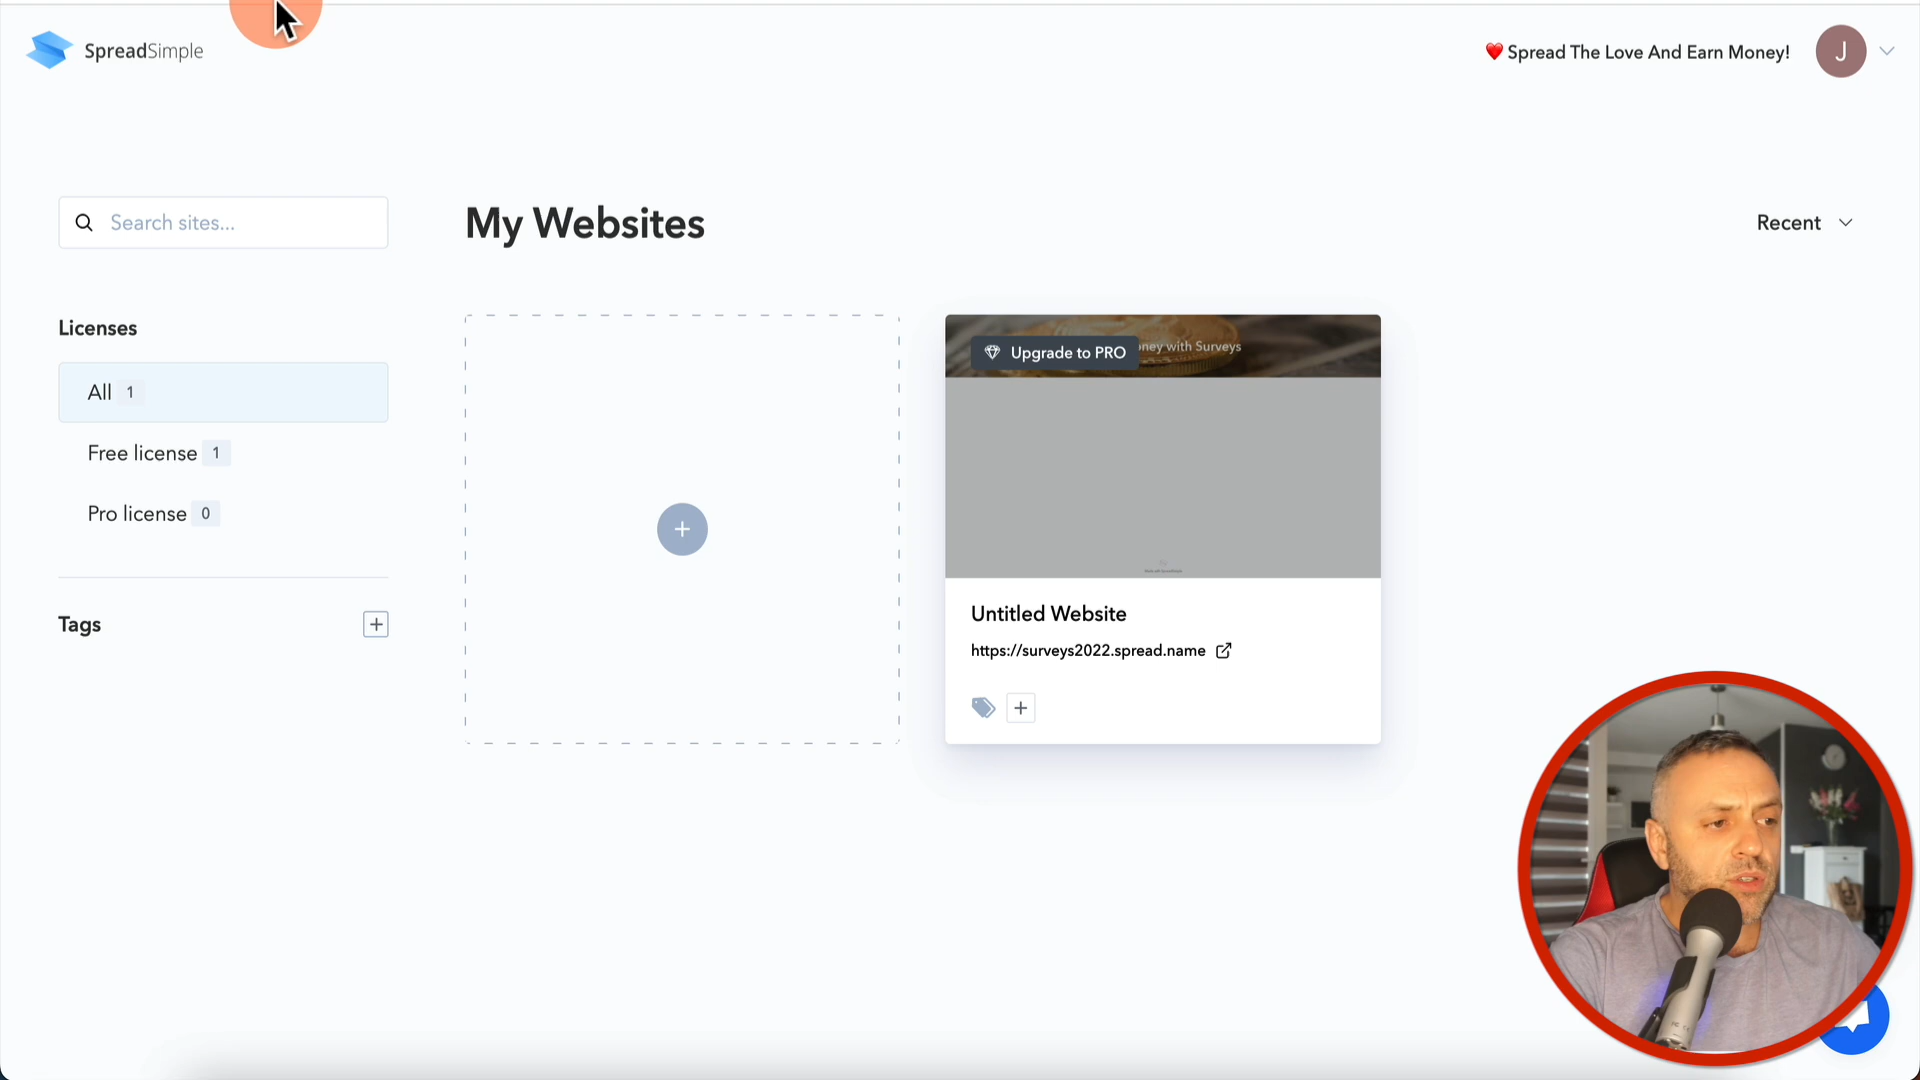 SpreadSimple
❤️ Spread The Love And Earn Money!
J
Search sites...
My Websites
Recent
Licenses
All 1
Free license 1
Pro license 0
Tags
Upgrade to PRO
ney with Surveys
Untitled Website
https://surveys2022.spread.name